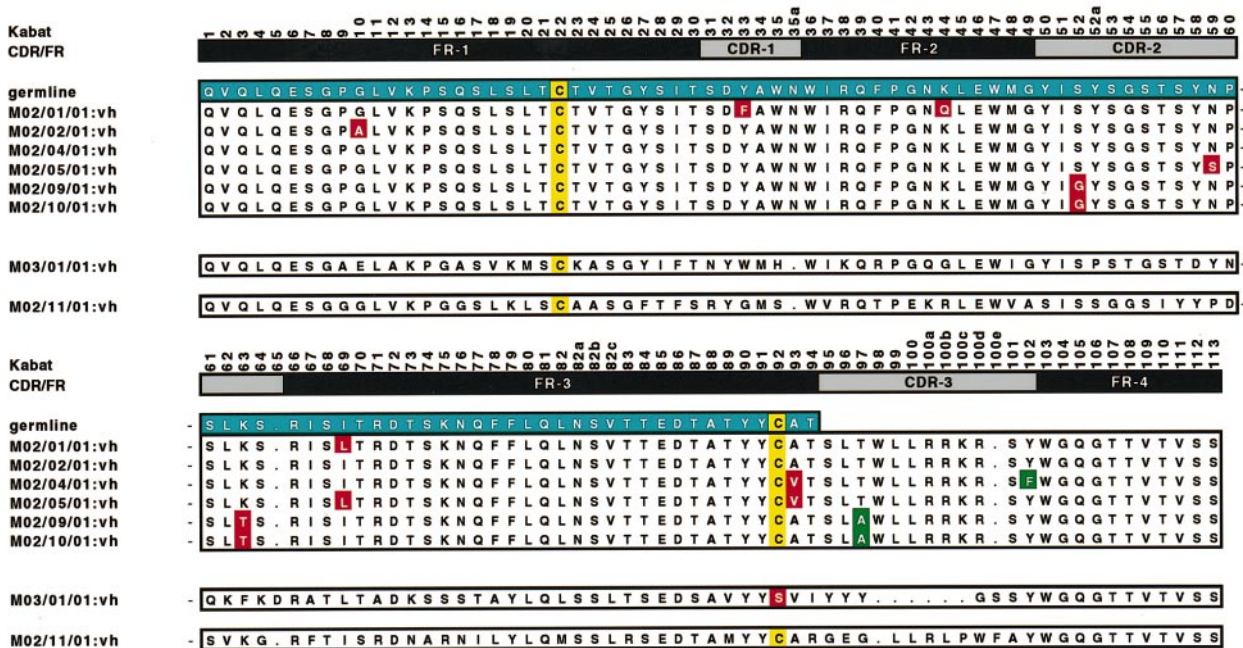 Kabat 1 2 3 4 5 6 7 8 9 10 11 12 13 14 15 16 17 18 19 20 21 22 23 24 25 26 27 28 29 30 31 32 33 34 35 35a 36 37 38 39 40 41 42 43 44 45 46 47 48 49 50 51 52 52a 53 54 55 56 57 58 59 60
CDR/FR FR-1 CDR-1 FR-2 CDR-2
germline Q V Q L Q E S G P G L V K P S Q S L S L T C T V T G Y S I T S D Y A W N W I R Q F P G N K L E W M G Y I S Y S G S T S Y N P -
M02/01/01:vh Q V Q L Q E S G P G L V K P S Q S L S L T C T V T G Y S I T S D F A W N W I R Q F P G N Q L E W M G Y I S Y S G S T S Y N P -
M02/02/01:vh Q V Q L Q E S G P A L V K P S Q S L S L T C T V T G Y S I T S D Y A W N W I R Q F P G N K L E W M G Y I S Y S G S T S Y N P -
M02/04/01:vh Q V Q L Q E S G P G L V K P S Q S L S L T C T V T G Y S I T S D Y A W N W I R Q F P G N K L E W M G Y I S Y S G S T S Y N P -
M02/05/01:vh Q V Q L Q E S G P G L V K P S Q S L S L T C T V T G Y S I T S D Y A W N W I R Q F P G N K L E W M G Y I S Y S G S T S Y S P -
M02/09/01:vh Q V Q L Q E S G P G L V K P S Q S L S L T C T V T G Y S I T S D Y A W N W I R Q F P G N K L E W M G Y I G Y S G S T S Y N P -
M02/10/01:vh Q V Q L Q E S G P G L V K P S Q S L S L T C T V T G Y S I T S D Y A W N W I R Q F P G N K L E W M G Y I G Y S G S T S Y N P -
M03/01/01:vh Q V Q L Q E S G A E L A K P G A S V K M S C K A S G Y I F T N Y W M H . W I K Q R P G Q G L E W I G Y I S P S T G S T D Y N -
M02/11/01:vh Q V Q L Q E S G G G L V K P G G S L K L S C A A S G F T F S R Y G M S . W V R Q T P E K R L E W V A S I S S G G S I Y Y P D -
Kabat 61 62 63 64 65 66 67 68 69 70 71 72 73 74 75 76 77 78 79 80 81 82 82a 82b 82c 83 84 85 86 87 88 89 90 91 92 93 94 95 96 97 98 99 100 100a 100b 100c 100d 100e 101 102 103 104 105 106 107 108 109 110 111 112 113
CDR/FR FR-3 CDR-3 FR-4
germline - S L K S . R I S I T R D T S K N Q F F L Q L N S V T T E D T A T Y Y C A T
M02/01/01:vh - S L K S . R I S L T R D T S K N Q F F L Q L N S V T T E D T A T Y Y C A T S L T W L L R R K R . S Y W G Q G T T V T V S S
M02/02/01:vh - S L K S . R I S I T R D T S K N Q F F L Q L N S V T T E D T A T Y Y C A T S L T W L L R R K R . S Y W G Q G T T V T V S S
M02/04/01:vh - S L K S . R I S I T R D T S K N Q F F L Q L N S V T T E D T A T Y Y C V T S L T W L L R R K R . S F W G Q G T T V T V S S
M02/05/01:vh - S L K S . R I S L T R D T S K N Q F F L Q L N S V T T E D T A T Y Y C V T S L T W L L R R K R . S Y W G Q G T T V T V S S
M02/09/01:vh - S L T S . R I S I T R D T S K N Q F F L Q L N S V T T E D T A T Y Y C A T S L A W L L R R K R . S Y W G Q G T T V T V S S
M02/10/01:vh - S L T S . R I S I T R D T S K N Q F F L Q L N S V T T E D T A T Y Y C A T S L A W L L R R K R . S Y W G Q G T T V T V S S
M03/01/01:vh - Q K F K D R A T L T A D K S S S T A Y L Q L S S L T S E D S A V Y Y S V I Y Y Y . . . . . . G S S Y W G Q G T T V T V S S
M02/11/01:vh - S V K G . R F T I S R D N A R N I L Y L Q M S S L R S E D T A M Y Y C A R G E G . L L R L P W F A Y W G Q G T T V T V S S